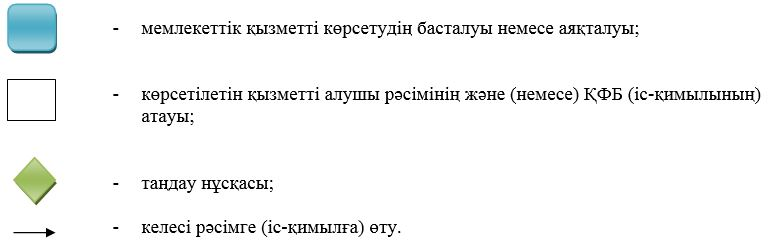 - мемлекеттік қызметті көрсетудің басталуы немесе аяқталуы;
- көрсетілетін қызметті алушы рәсімінің және (немесе) ҚФБ (іс-қимылының)
атауы;
- таңдау нұсқасы;
- келесі рәсімге (іс-қимылға) өту.